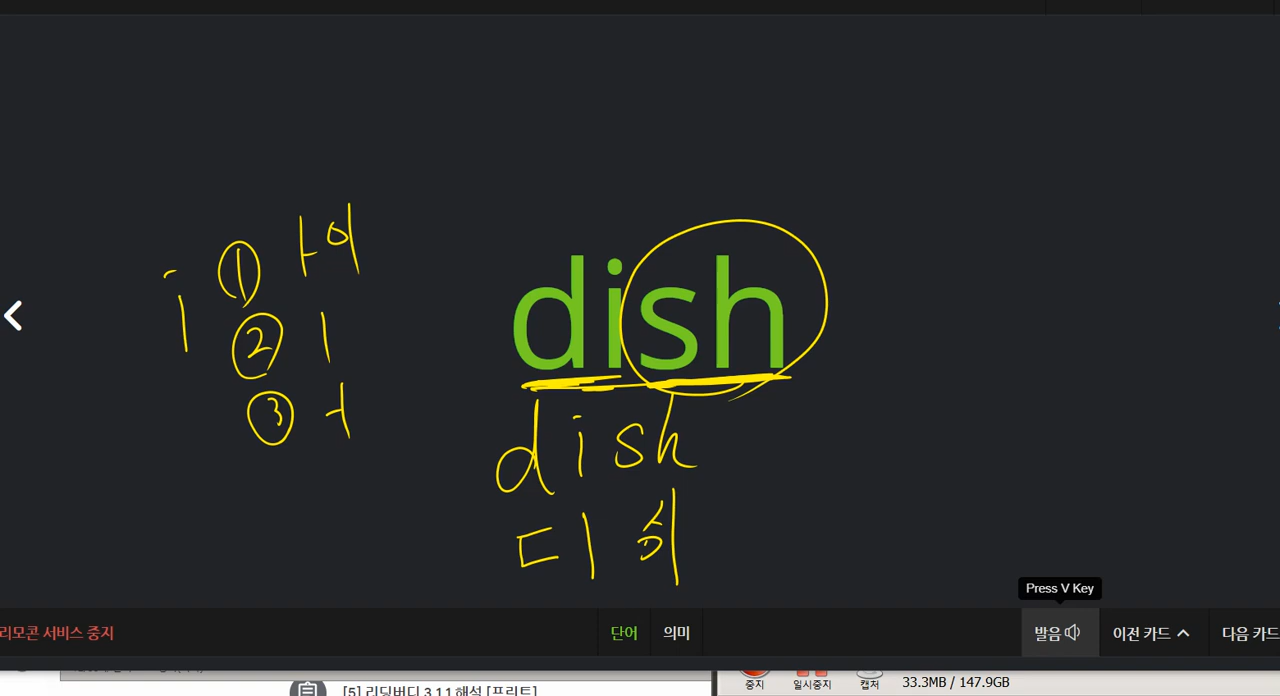 dish
i ① ㅏㅣ
② ㅣ
③ ㅓ
dish
디쉬
Press V Key
리모콘 서비스 중지
단어
의미
발음
이전 카드
다음 카드
[5] 리딩버디 3.1.1 해설 [프린트]
중지
일시중지
캡처
33.3MB / 147.9GB